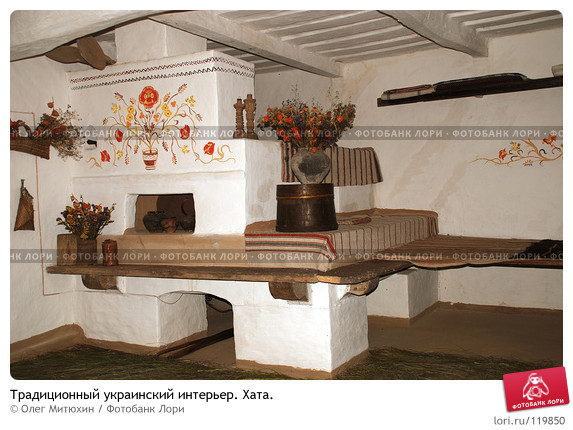 ФОТОБАНК ЛОРИ · ФОТОБАНК ЛОРИ · ФОТОБАНК ЛОРИ · ФОТОБАНК ЛОРИ
ФОТОБАНК ЛОРИ · ФОТОБАНК ЛОРИ · ФОТОБАНК ЛОРИ · ФОТОБАНК ЛОРИ
ФОТОБАНК ЛОРИ
Традиционный украинский интерьер. Хата.
© Олег Митюхин / Фотобанк Лори
lori.ru/119850